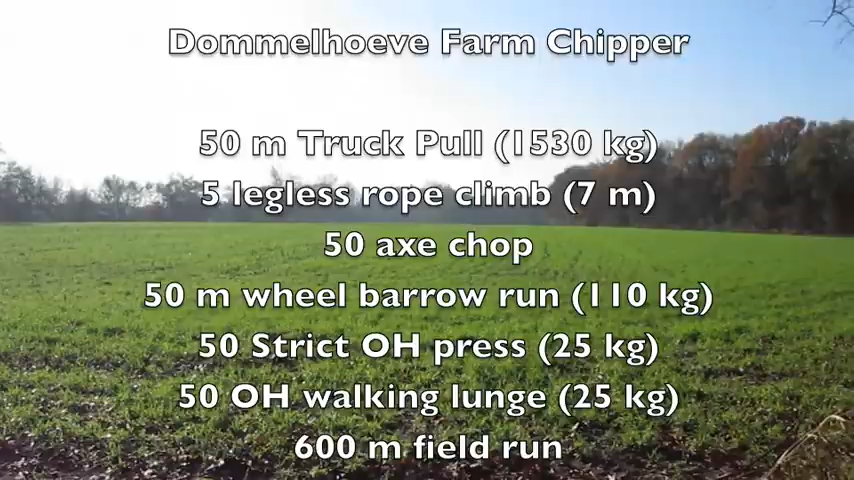 Dommelhoeve Farm Chipper
50 m Truck Pull (1530 kg)
5 legless rope climb (7 m)
50 axe chop
50 m wheel barrow run (110 kg)
50 Strict OH press (25 kg)
50 OH walking lunge (25 kg)
600 m field run